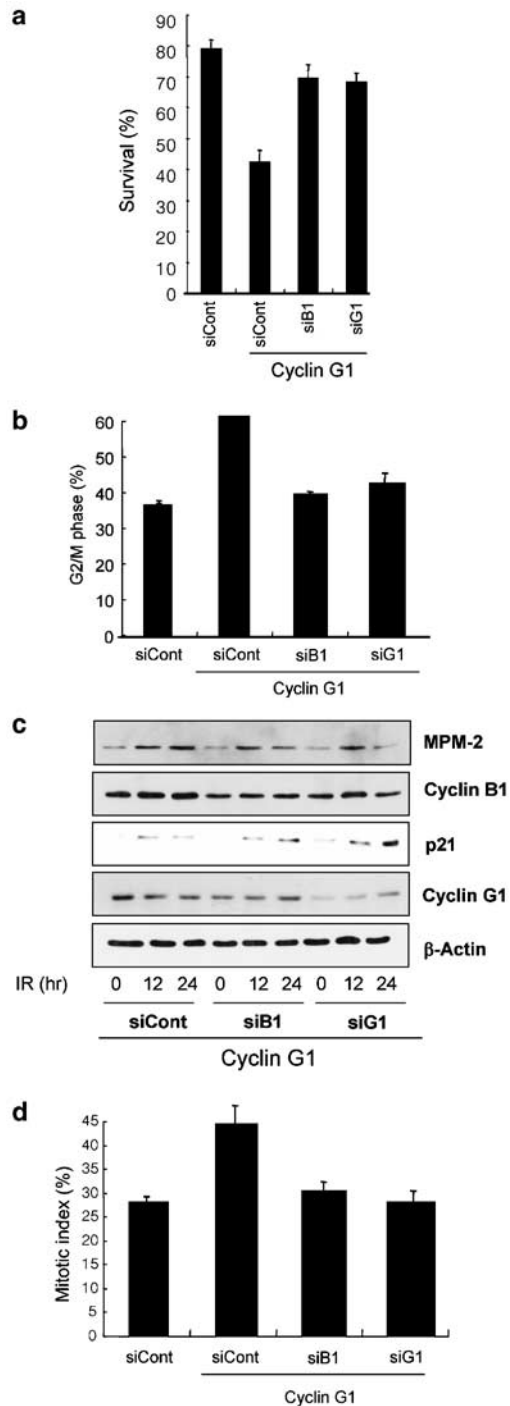 a
Survival (%)
90
80
70
60
50
40
30
20
10
0
siCont
siCont
siB1
siG1
Cyclin G1
b
G2/M phase (%)
60
50
40
30
20
10
0
siCont
siCont
siB1
siG1
Cyclin G1
c
MPM-2
Cyclin B1
p21
Cyclin G1
β-Actin
IR (hr) 0 12 24 0 12 24 0 12 24
siCont siB1 siG1
Cyclin G1
d
Mitotic index (%)
45
40
35
30
25
20
15
10
5
0
siCont
siCont
siB1
siG1
Cyclin G1